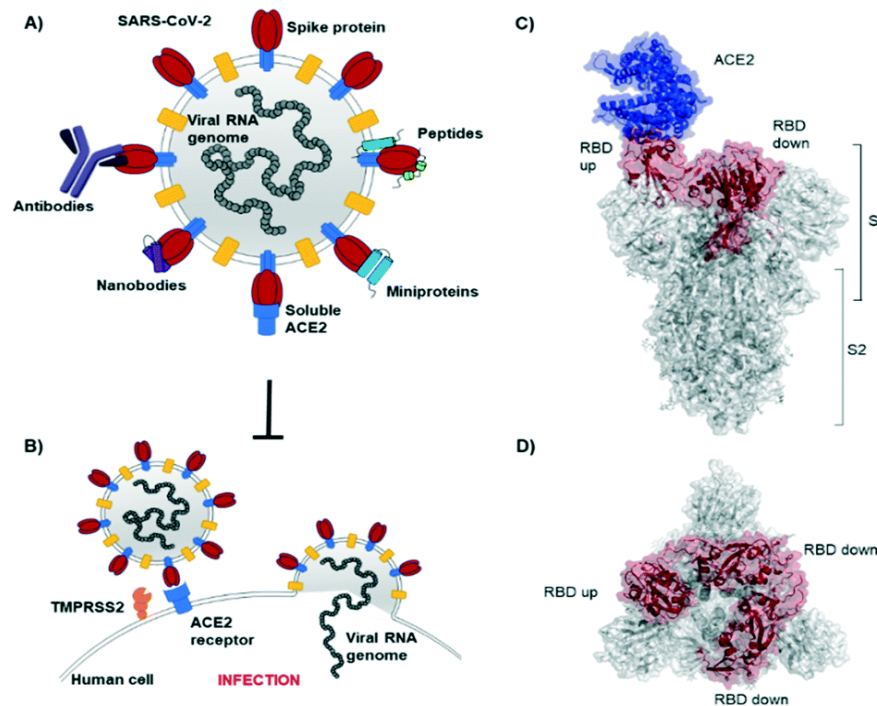 A)
SARS-CoV-2
Spike protein
Viral RNA
genome
Peptides
Antibodies
Nanobodies
Soluble
ACE2
Miniproteins
B)
TMPRSS2
ACE2
receptor
Viral RNA
genome
Human cell
INFECTION
C)
ACE2
RBD
up
RBD
down
S
S2
D)
RBD down
RBD up
RBD down